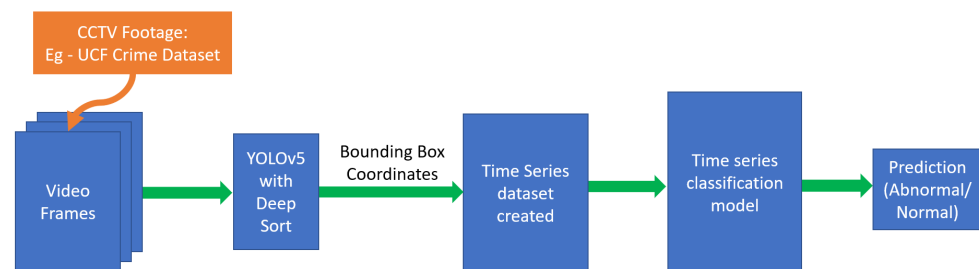 CCTV Footage:
Eg - UCF Crime Dataset
Video
Frames
YOLOv5
with
Deep
Sort
Bounding Box
Coordinates
Time Series
dataset
created
Time series
classification
model
Prediction
(Abnormal/
Normal)